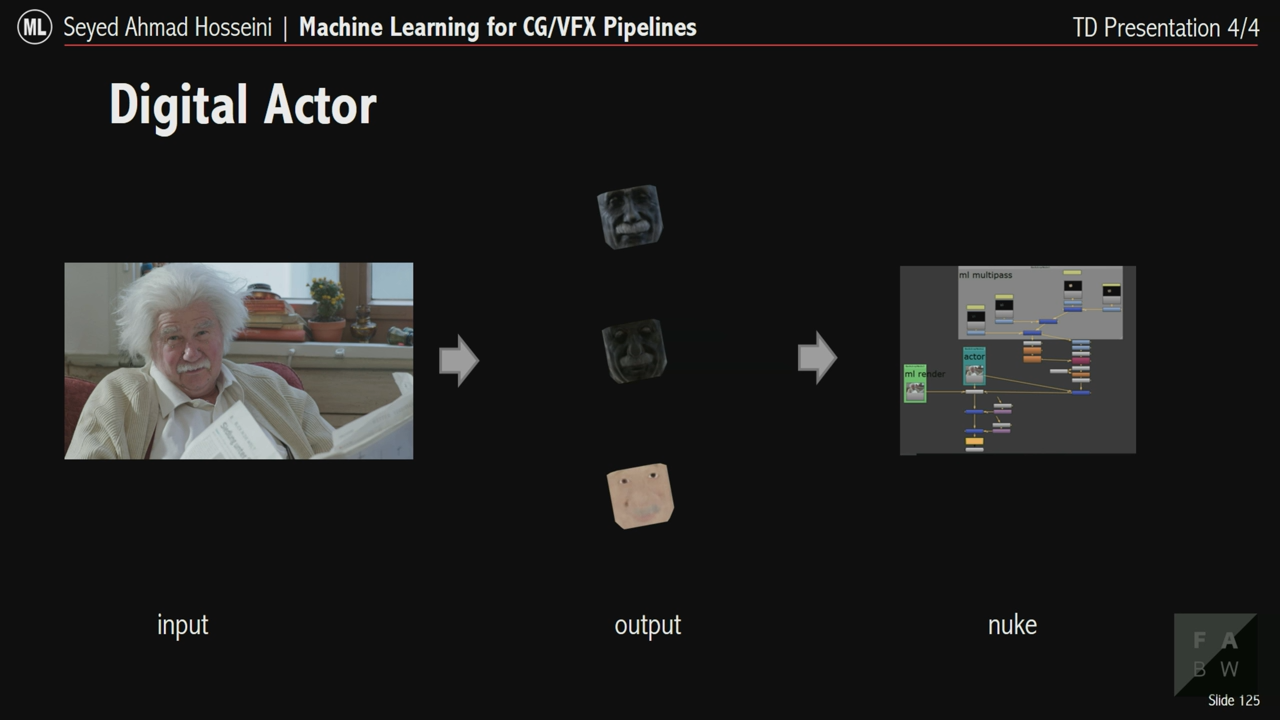 ML Seyed Ahmad Hosseini | Machine Learning for CG/VFX Pipelines
TD Presentation 4/4
Digital Actor
ml multipass
actor
ml render
input
output
nuke
F A
B W
Slide 125